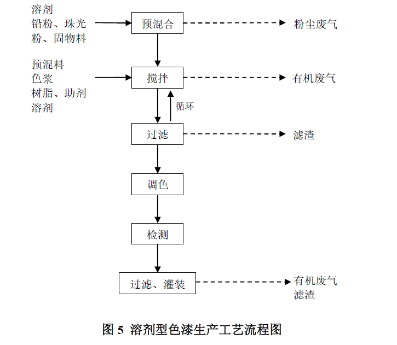 溶剂
铅粉、珠光
粉、固物料
预混合
粉尘废气
预混料
色浆
树脂、助剂
溶剂
搅拌
有机废气
循环
过滤
滤渣
调色
检测
过滤、灌装
有机废气
滤渣
图 5 溶剂型色漆生产工艺流程图